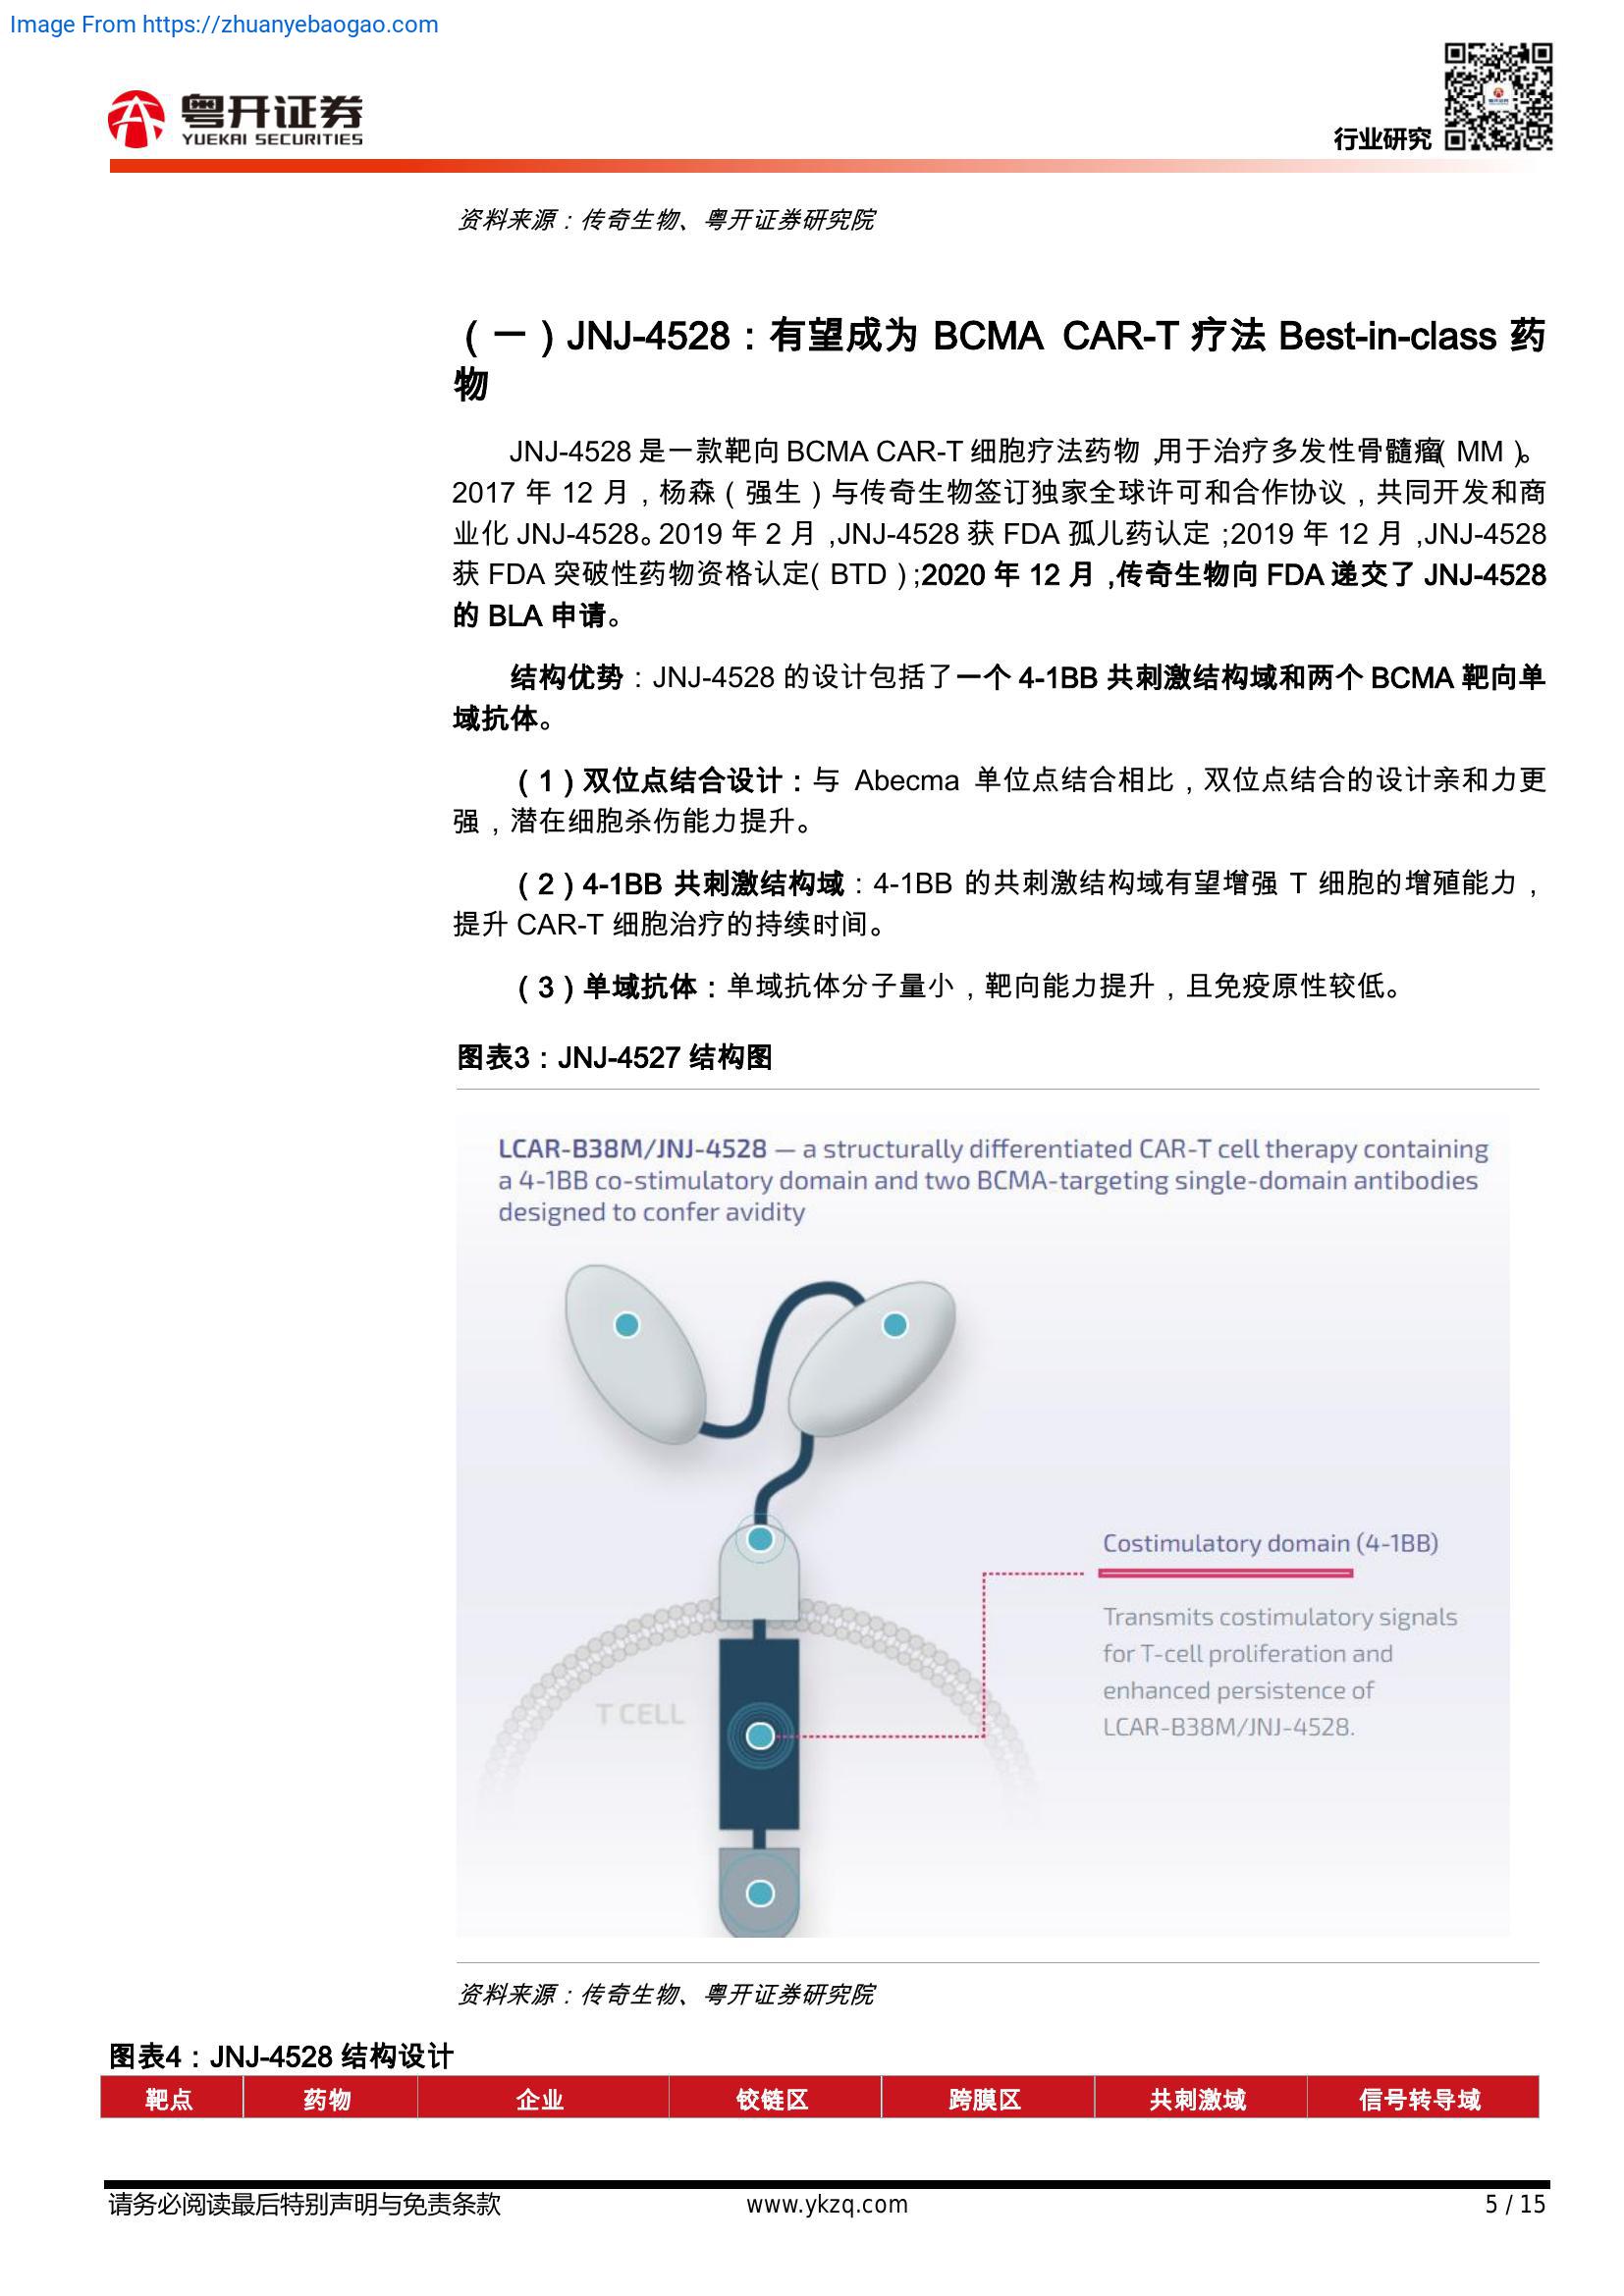 Image From https://zhuanyebaogao.com
粤开证券
YUEKAI SECURITIES
行业研究
资料来源：传奇生物、粤开证券研究院
（一）JNJ-4528：有望成为 BCMA CAR-T 疗法 Best-in-class 药
物
JNJ-4528 是一款靶向 BCMA CAR-T 细胞疗法药物，用于治疗多发性骨髓瘤（MM）。
2017 年 12 月，杨森（强生）与传奇生物签订独家全球许可和合作协议，共同开发和商
业化 JNJ-4528。2019 年 2 月，JNJ-4528 获 FDA 孤儿药认定；2019 年 12 月，JNJ-4528
获 FDA 突破性药物资格认定（BTD）；2020 年 12 月，传奇生物向 FDA 递交了 JNJ-4528
的 BLA 申请。
结构优势：JNJ-4528 的设计包括了一个 4-1BB 共刺激结构域和两个 BCMA 靶向单
域抗体。
（1）双位点结合设计：与 Abecma 单位点结合相比，双位点结合的设计亲和力更
强，潜在细胞杀伤能力提升。
（2）4-1BB 共刺激结构域：4-1BB 的共刺激结构域有望增强 T 细胞的增殖能力，
提升 CAR-T 细胞治疗的持续时间。
（3）单域抗体：单域抗体分子量小，靶向能力提升，且免疫原性较低。
图表3：JNJ-4527 结构图
LCAR-B38M/JNJ-4528 — a structurally differentiated CAR-T cell therapy containing
a 4-1BB co-stimulatory domain and two BCMA-targeting single-domain antibodies
designed to confer avidity
Costimulatory domain (4-1BB)
Transmits costimulatory signals
for T-cell proliferation and
enhanced persistence of
LCAR-B38M/JNJ-4528.
T CELL
资料来源：传奇生物、粤开证券研究院
图表4：JNJ-4528 结构设计
靶点 药物 企业 铰链区 跨膜区 共刺激域 信号转导域
请务必阅读最后特别声明与免责条款 www.ykzq.com 5 / 15